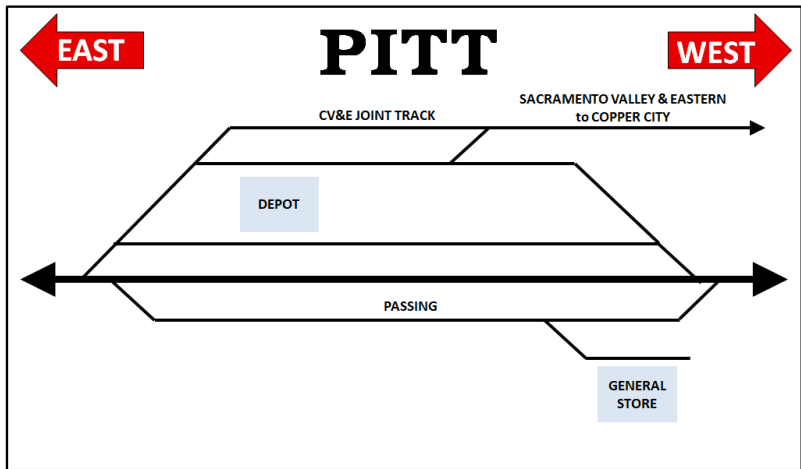 EAST
PITT
WEST
SACRAMENTO VALLEY & EASTERN
to COPPER CITY
CV&E JOINT TRACK
DEPOT
PASSING
GENERAL
STORE